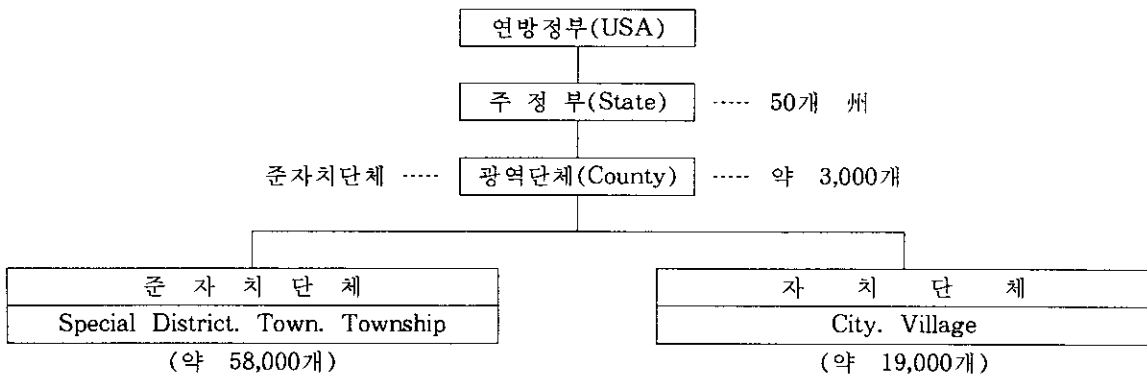 연방정부(USA)
주 정 부(State) ----- 50개 州
준자치단체 ----- 광역단체(County) ----- 약 3,000개
준 자 치 단 체
Special District. Town. Township
(약 58,000개)
자 치 단 체
City. Village
(약 19,000개)